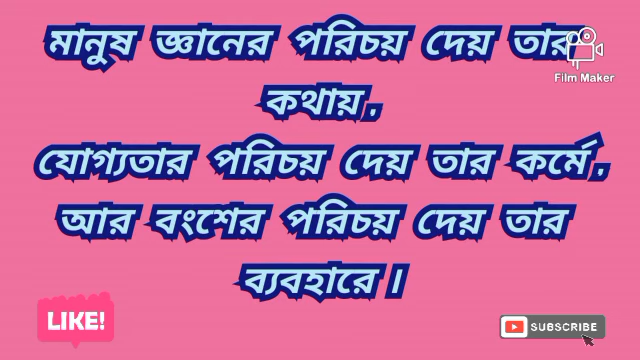 মানুষ জ্ঞানের পরিচয় দেয় তার
Film Maker
কথায় ,
যোগ্যতার পরিচয় দেয় তার কর্মে ,
আর বংশের পরিচয় দেয় তার
ব্যবহারে ।
LIKE!
SUBSCRIBE